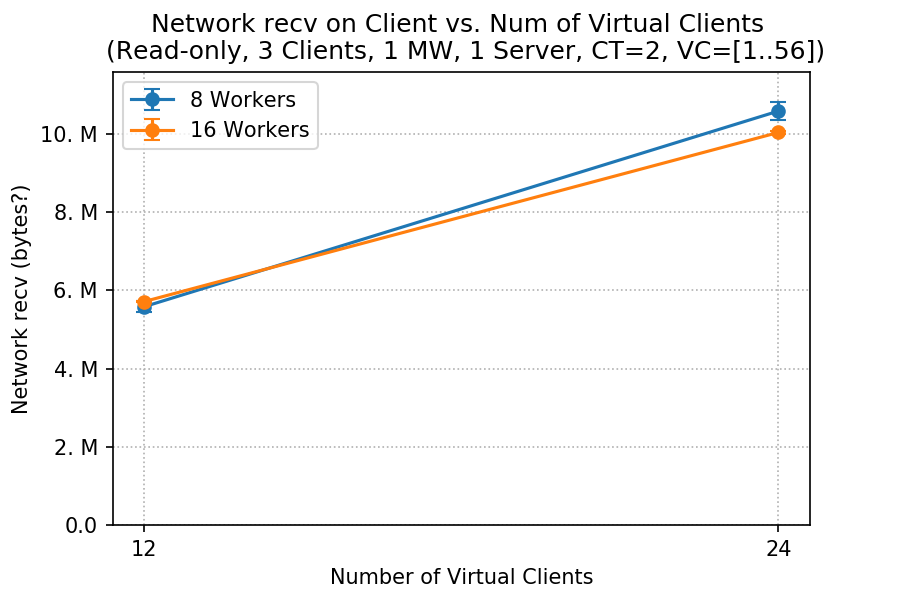 Network recv on Client vs. Num of Virtual Clients
(Read-only, 3 Clients, 1 MW, 1 Server, CT=2, VC=[1..56])
8 Workers
16 Workers
10. M
8. M
6. M
4. M
2. M
0.0
Network recv (bytes?)
12
24
Number of Virtual Clients